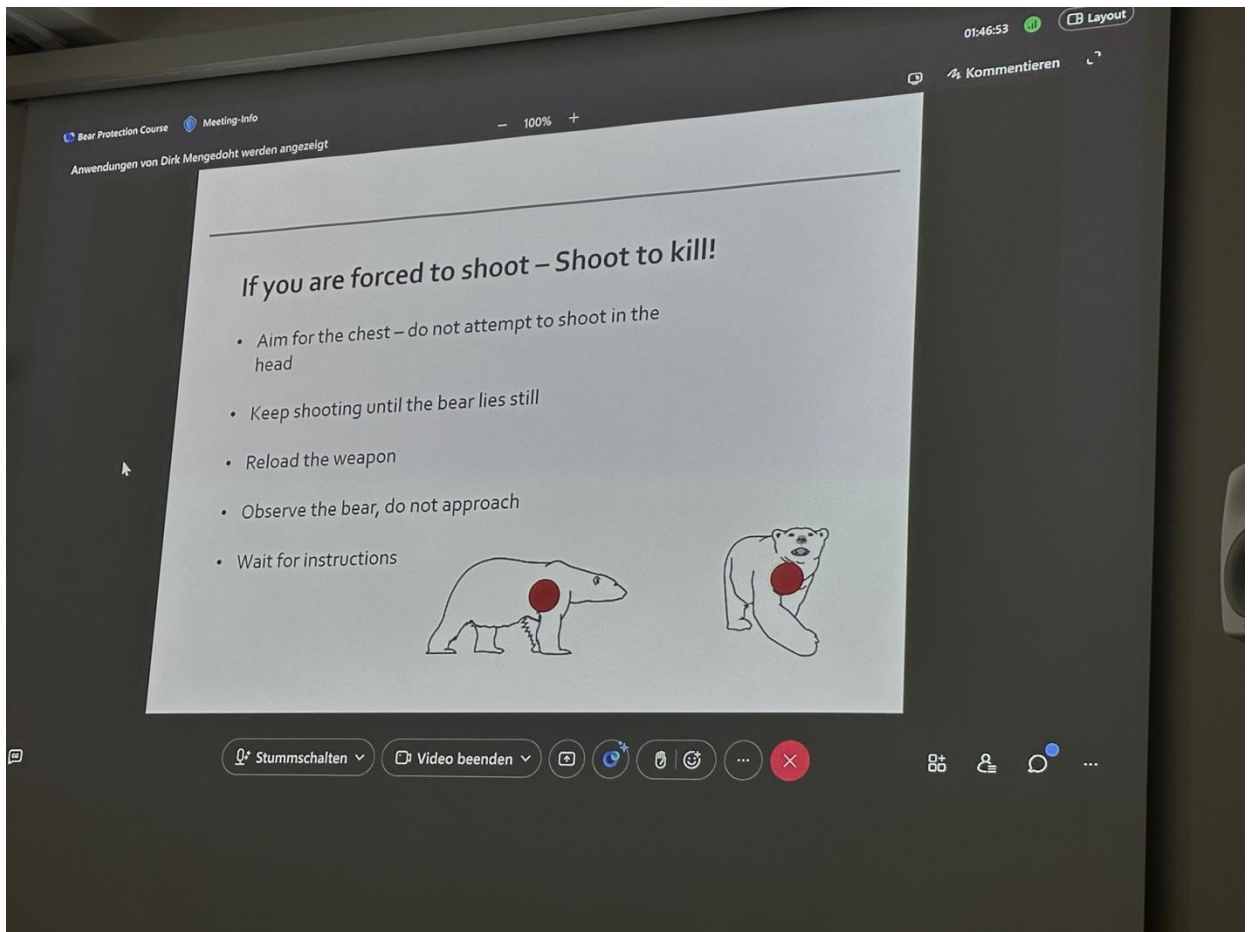 01:46:53
Layout
Kommentieren
Bear Protection Course
Meeting-Info
100%
Anwendungen von Dirk Mengedoht werden angezeigt
If you are forced to shoot – Shoot to kill!
• Aim for the chest – do not attempt to shoot in the
head
• Keep shooting until the bear lies still
• Reload the weapon
• Observe the bear, do not approach
• Wait for instructions
Stummschalten
Video beenden